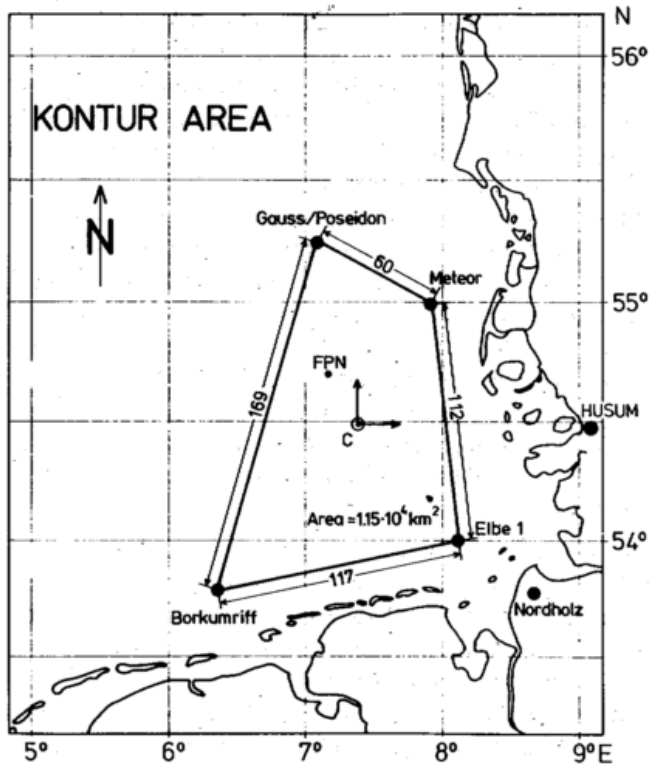 N
56°
KONTUR AREA
N
Gauss/Poseidon
60
Meteor
55°
FPN
169
112
C
HUSUM
Area = 1.15·10⁴ km²
Elbe 1
54°
117
Borkumriff
Nordholz
5°
6°
7°
8°
9°E